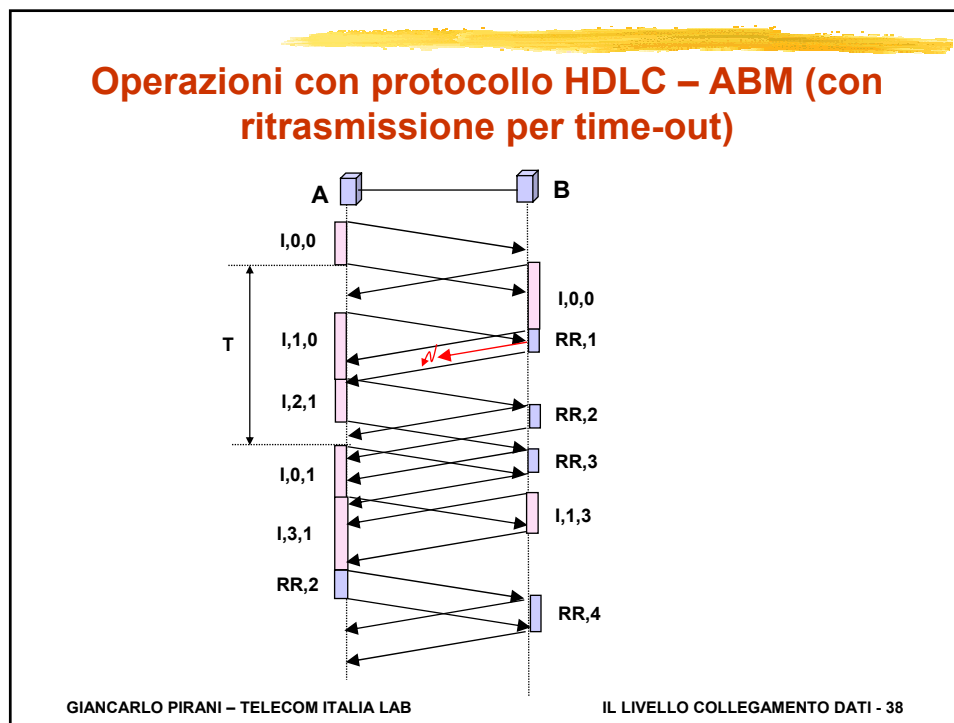 Operazioni con protocollo HDLC – ABM (con
ritrasmissione per time-out)
A
B
I,0,0
I,0,0
T
I,1,0
RR,1
I,2,1
RR,2
RR,3
I,0,1
I,1,3
I,3,1
RR,2
RR,4
GIANCARLO PIRANI – TELECOM ITALIA LAB
IL LIVELLO COLLEGAMENTO DATI - 38